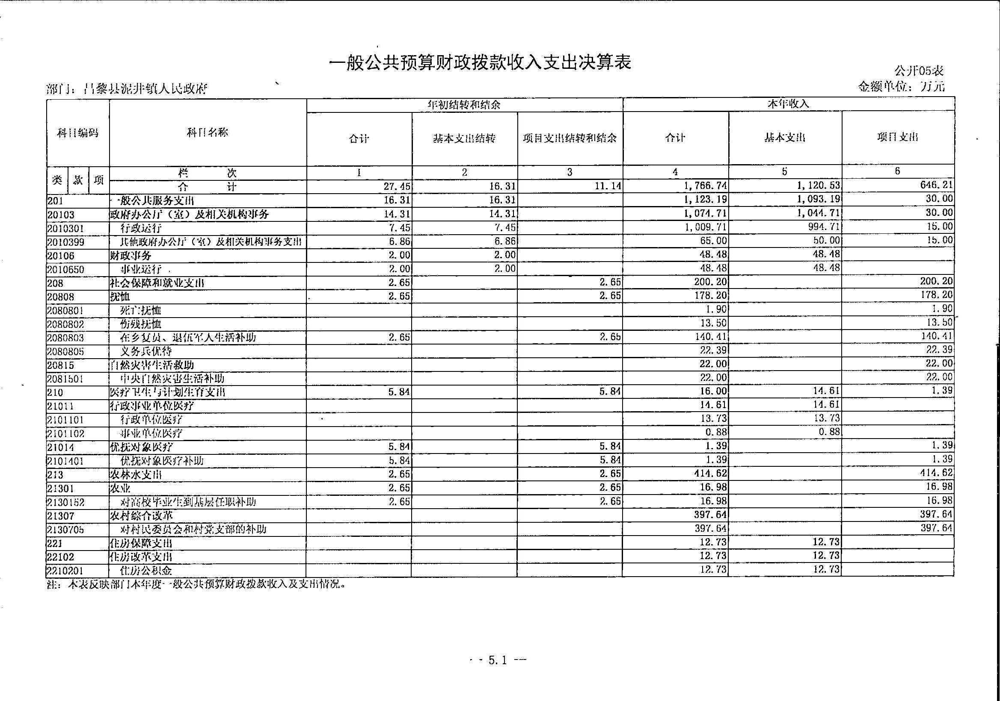 一般公共预算财政拨款收入支出决算表
公开05表
部门：昌黎县泥井镇人民政府 金额单位：万元
科目编码 科目名称 年初结转和结余 本年收入
合计 基本支出结转 项目支出结转和结余 合计 基本支出 项目支出
类 款 项 栏 次 1 2 3 4 5 6
合 计 27.45 16.31 11.14 1,766.74 1,120.53 646.21
201 一般公共服务支出 16.31 16.31 1,123.19 1,093.19 30.00
20103 政府办公厅（室）及相关机构事务 14.31 14.31 1,074.71 1,044.71 30.00
2010301 行政运行 7.45 7.45 1,009.71 994.71 15.00
2010399 其他政府办公厅（室）及相关机构事务支出 6.86 6.86 65.00 50.00 15.00
20106 财政事务 2.00 2.00 48.48 48.48
2010650 事业运行 2.00 2.00 48.48 48.48
208 社会保障和就业支出 2.65 2.65 200.20 200.20
20808 抚恤 2.65 2.65 178.20 178.20
2080801 死亡抚恤 1.90 1.90
2080802 伤残抚恤 13.50 13.50
2080803 在乡复员、退伍军人生活补助 2.65 2.65 140.41 140.41
2080805 义务兵优待 22.39 22.39
20815 自然灾害生活救助 22.00 22.00
2081501 中央自然灾害生活补助 22.00 22.00
210 医疗卫生与计划生育支出 5.84 5.84 16.00 14.61 1.39
21011 行政事业单位医疗 14.61 14.61
2101101 行政单位医疗 13.73 13.73
2101102 事业单位医疗 0.88 0.88
21014 优抚对象医疗 5.84 5.84 1.39 1.39
2101401 优抚对象医疗补助 5.84 5.84 1.39 1.39
213 农林水支出 2.65 2.65 414.62 414.62
21301 农业 2.65 2.65 16.98 16.98
2130152 对高校毕业生到基层任职补助 2.65 2.65 16.98 16.98
21307 农村综合改革 397.64 397.64
2130705 对村民委员会和村党支部的补助 397.64 397.64
221 住房保障支出 12.73 12.73
22102 住房改革支出 12.73 12.73
2210201 住房公积金 12.73 12.73
注：本表反映部门本年度一般公共预算财政拨款收入及支出情况。
-- 5.1 --